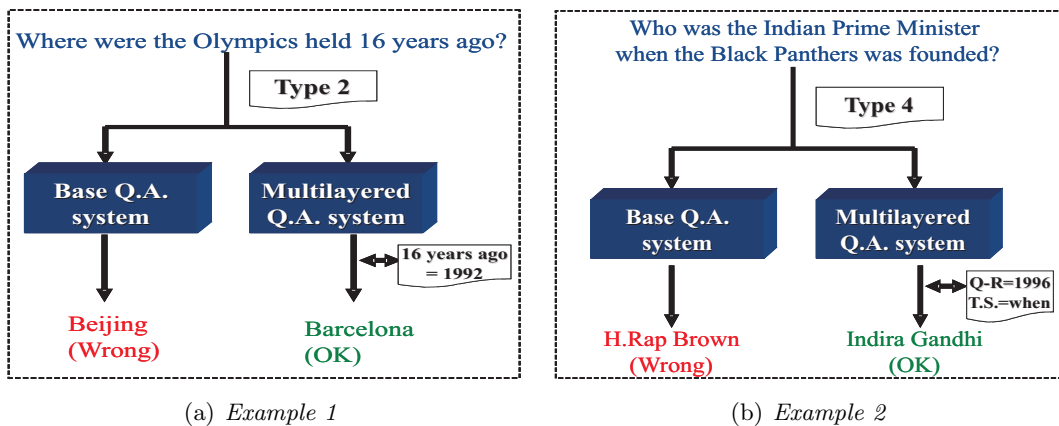 Where were the Olympics held 16 years ago?
Type 2
Base Q.A.
system
Multilayered
Q.A. system
16 years ago
= 1992
Beijing
(Wrong)
Barcelona
(OK)
(a) Example 1
Who was the Indian Prime Minister
when the Black Panthers was founded?
Type 4
Base Q.A.
system
Multilayered
Q.A. system
Q-R=1996
T.S.=when
H.Rap Brown
(Wrong)
Indira Gandhi
(OK)
(b) Example 2